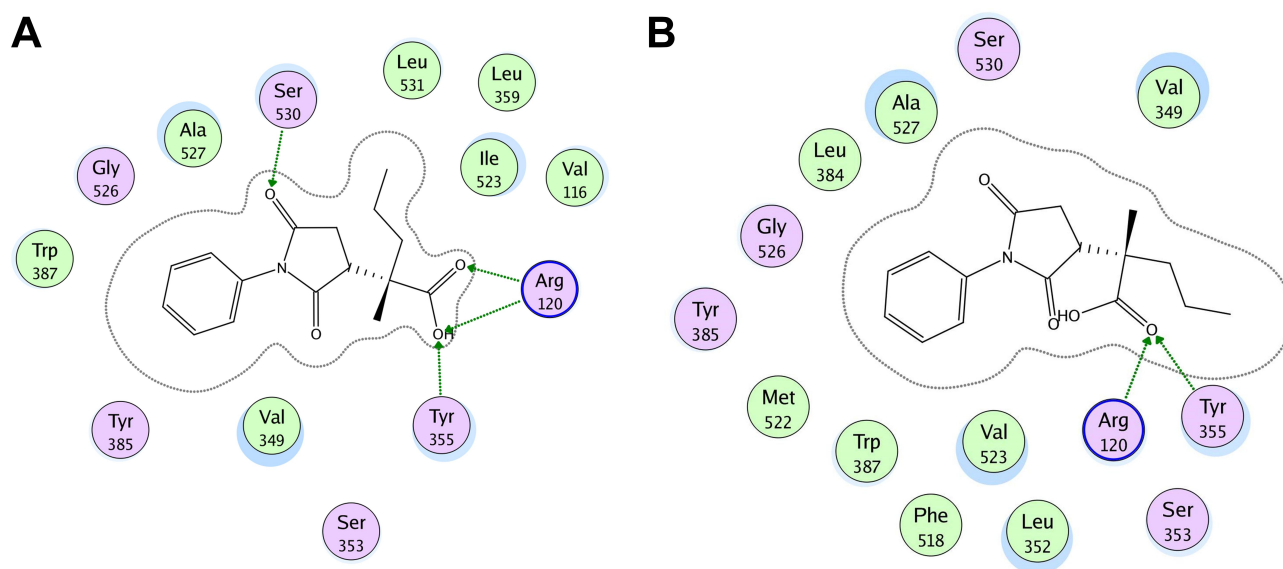 A
Leu
531
Leu
359
Ser
530
Ala
527
Gly
526
Ile
523
Val
116
Trp
387
O
N
O
O
OH
Arg
120
Tyr
385
Val
349
Tyr
355
Ser
353
B
Ser
530
Val
349
Ala
527
Leu
384
Gly
526
O
N
O
HO
O
Tyr
385
Met
522
Trp
387
Val
523
Arg
120
Tyr
355
Phe
518
Leu
352
Ser
353